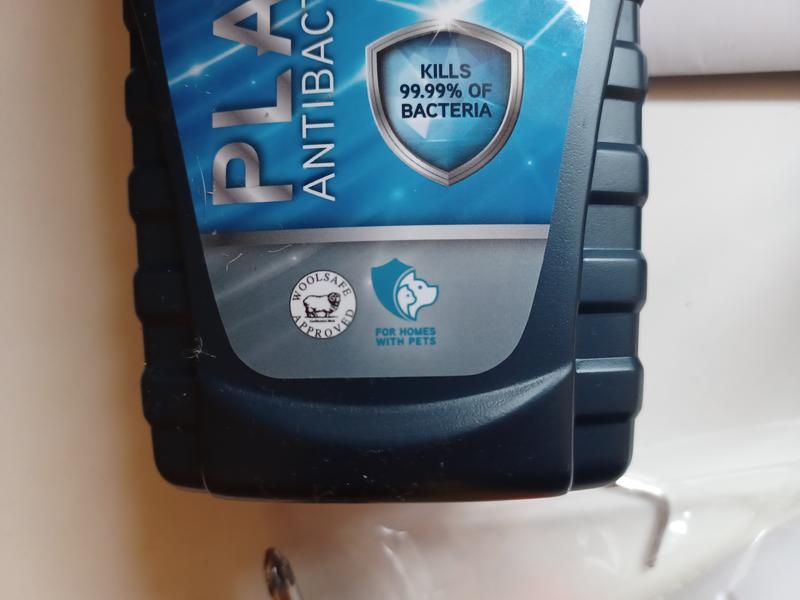 PLA
ANTIBACT
KILLS
99.99% OF
BACTERIA
WOOLSAFE
APPROVED
FOR HOMES
WITH PETS